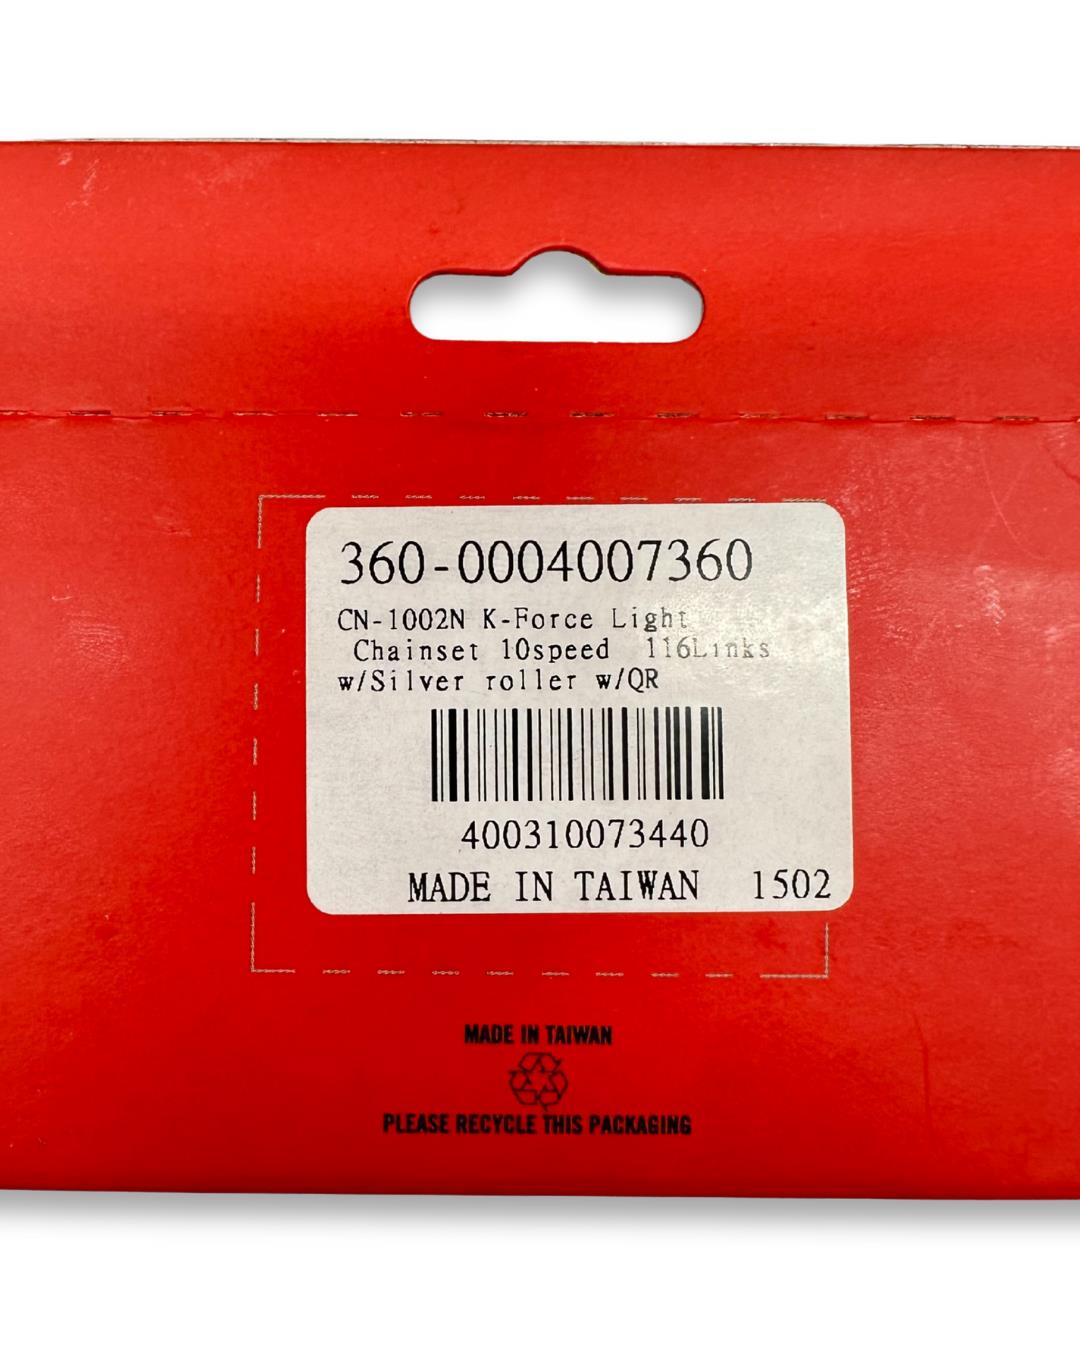 360-0004007360
CN-1002N K-Force Light
Chainset 10speed 116Links
w/Silver roller w/QR
400310073440
MADE IN TAIWAN 1502
MADE IN TAIWAN
PLEASE RECYCLE THIS PACKAGING